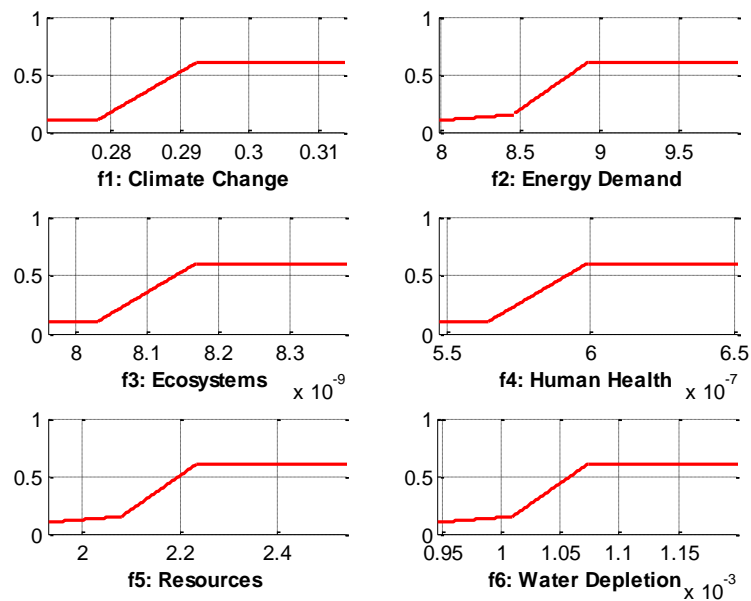 1
0.5
0
0.28 0.29 0.3 0.31
f1: Climate Change
1
0.5
0
8 8.5 9 9.5
f2: Energy Demand
1
0.5
0
8 8.1 8.2 8.3
f3: Ecosystems x 10^-9
1
0.5
0
5.5 6 6.5
f4: Human Health x 10^-7
1
0.5
0
2 2.2 2.4
f5: Resources
1
0.5
0
0.95 1 1.05 1.1 1.15
f6: Water Depletion x 10^-3